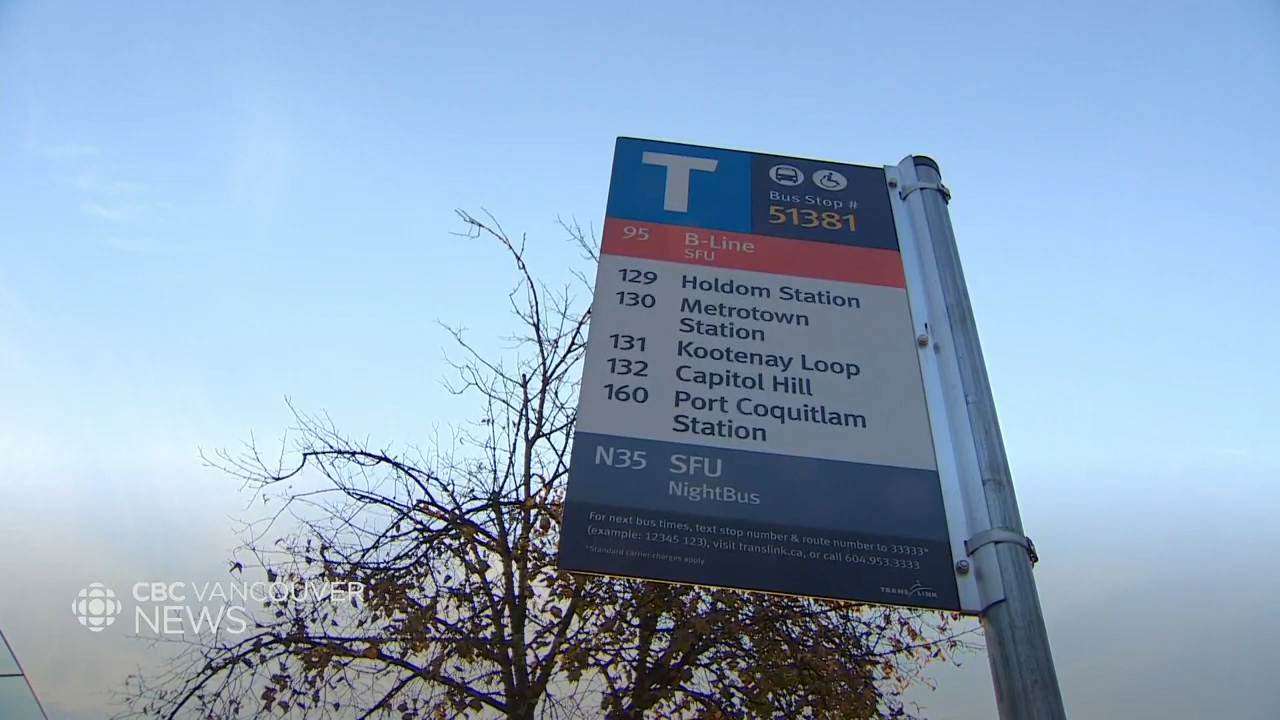 T
Bus Stop #
51381
95 B-Line
SFU
129 Holdom Station
130 Metrotown
Station
131 Kootenay Loop
132 Capitol Hill
160 Port Coquitlam
Station
N35 SFU
NightBus
For next bus times, text stop number & route number to 33333*
(example: 12345 123), visit translink.ca, or call 604.953.3333
*Standard carrier charges apply
TRANSLINK
CBC VANCOUVER
NEWS